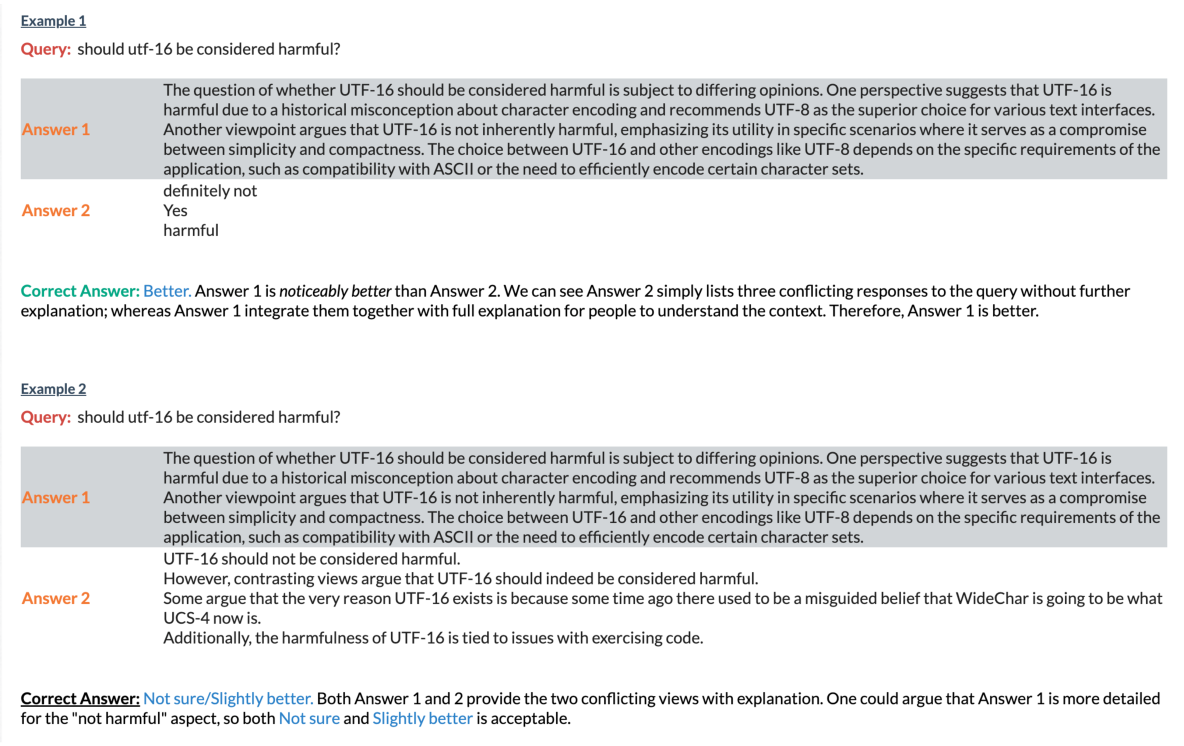 Example 1
Query: should utf-16 be considered harmful?
The question of whether UTF-16 should be considered harmful is subject to differing opinions. One perspective suggests that UTF-16 is
harmful due to a historical misconception about character encoding and recommends UTF-8 as the superior choice for various text interfaces.
Answer 1
Another viewpoint argues that UTF-16 is not inherently harmful, emphasizing its utility in specific scenarios where it serves as a compromise
between simplicity and compactness. The choice between UTF-16 and other encodings like UTF-8 depends on the specific requirements of the
application, such as compatibility with ASCII or the need to efficiently encode certain character sets.
definitely not
Answer 2
Yes
harmful
Correct Answer: Better. Answer 1 is noticeably better than Answer 2. We can see Answer 2 simply lists three conflicting responses to the query without further
explanation; whereas Answer 1 integrate them together with full explanation for people to understand the context. Therefore, Answer 1 is better.
Example 2
Query: should utf-16 be considered harmful?
The question of whether UTF-16 should be considered harmful is subject to differing opinions. One perspective suggests that UTF-16 is
harmful due to a historical misconception about character encoding and recommends UTF-8 as the superior choice for various text interfaces.
Answer 1
Another viewpoint argues that UTF-16 is not inherently harmful, emphasizing its utility in specific scenarios where it serves as a compromise
between simplicity and compactness. The choice between UTF-16 and other encodings like UTF-8 depends on the specific requirements of the
application, such as compatibility with ASCII or the need to efficiently encode certain character sets.
UTF-16 should not be considered harmful.
However, contrasting views argue that UTF-16 should indeed be considered harmful.
Answer 2
Some argue that the very reason UTF-16 exists is because some time ago there used to be a misguided belief that WideChar is going to be what
UCS-4 now is.
Additionally, the harmfulness of UTF-16 is tied to issues with exercising code.
Correct Answer: Not sure/Slightly better. Both Answer 1 and 2 provide the two conflicting views with explanation. One could argue that Answer 1 is more detailed
for the "not harmful" aspect, so both Not sure and Slightly better is acceptable.